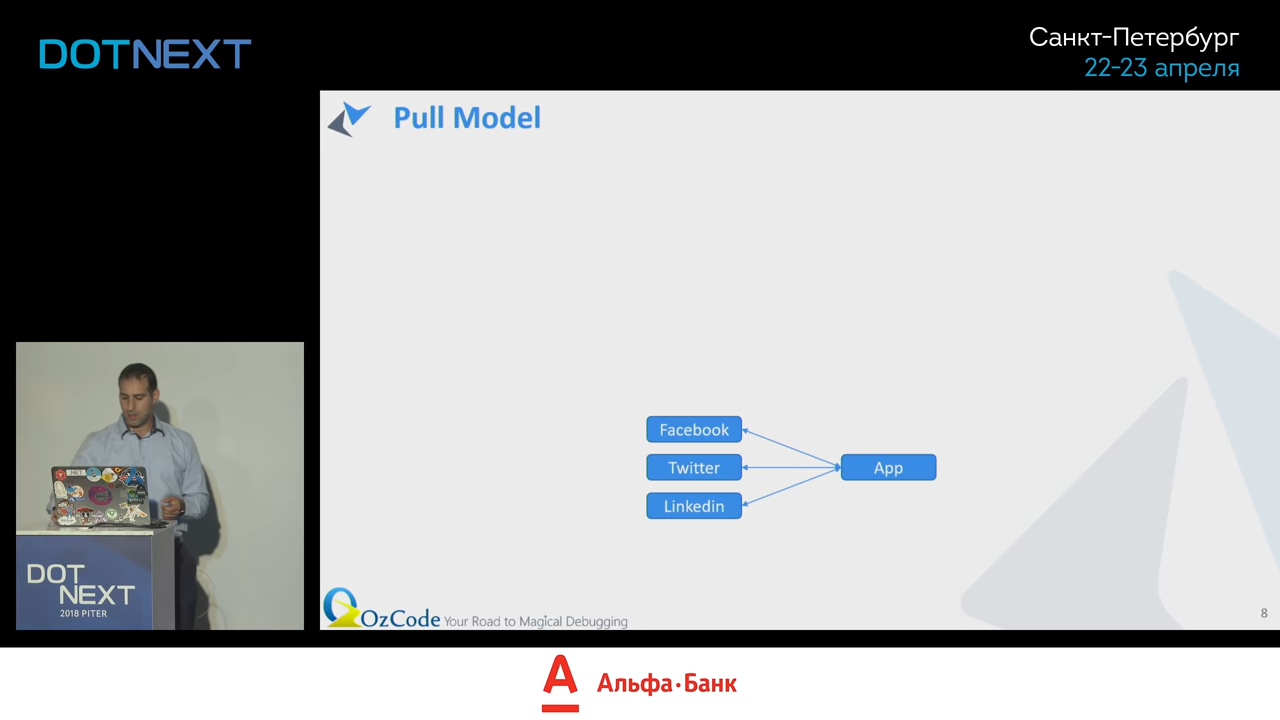 DOTNEXT
Санкт-Петербург
22-23 апреля
Pull Model
Facebook
Twitter
App
Linkedin
OzCode Your Road to Magical Debugging
8
.NET
DOT
NEXT
2018 PITER
Альфа·Банк